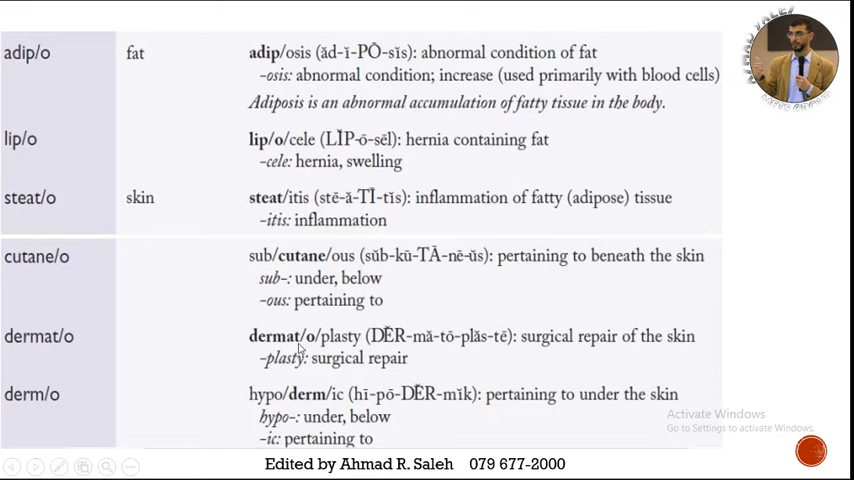 adip/o fat adip/osis (ăd-ĭ-PŌ-sĭs): abnormal condition of fat
-osis: abnormal condition; increase (used primarily with blood cells)
Adiposis is an abnormal accumulation of fatty tissue in the body.
lip/o lip/o/cele (LĬP-ō-sēl): hernia containing fat
-cele: hernia, swelling
steat/o skin steat/itis (stē-ă-TĪ-tĭs): inflammation of fatty (adipose) tissue
-itis: inflammation
cutane/o sub/cutane/ous (sŭb-kū-TĀ-nē-ŭs): pertaining to beneath the skin
sub-: under, below
-ous: pertaining to
dermat/o dermat/o/plasty (DĔR-mă-tō-plăs-tē): surgical repair of the skin
-plasty: surgical repair
derm/o hypo/derm/ic (hī-pō-DĔR-mĭk): pertaining to under the skin
hypo-: under, below
-ic: pertaining to
Activate Windows
Go to Settings to activate Windows.
Edited by Ahmad R. Saleh 079 677-2000